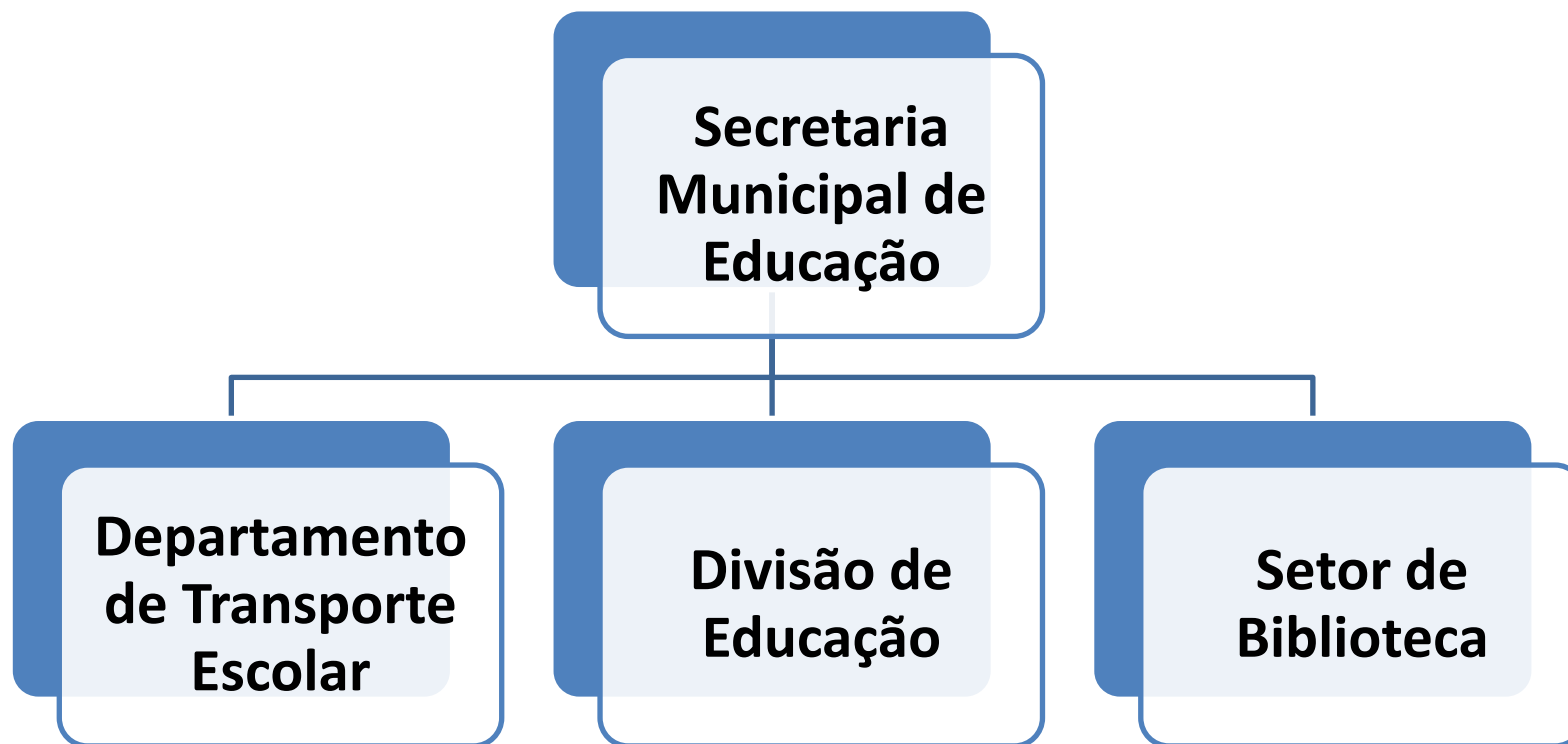 Secretaria
Municipal de
Educação
Departamento
de Transporte
Escolar
Divisão de
Educação
Setor de
Biblioteca